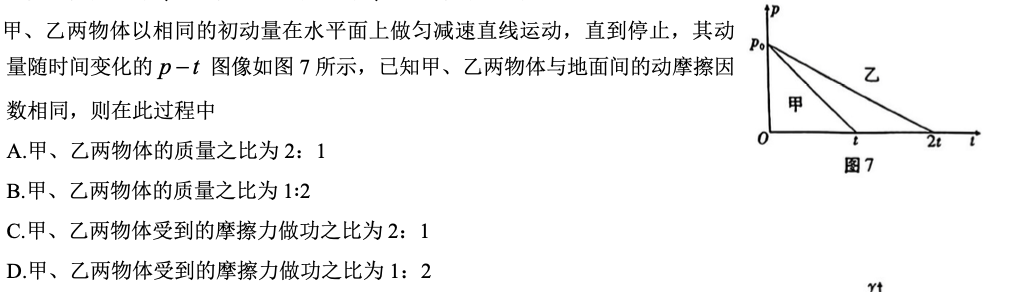 甲、乙两物体以相同的初动量在水平面上做匀减速直线运动，直到停止，其动
量随时间变化的 p－t 图像如图 7 所示，已知甲、乙两物体与地面间的动摩擦因
数相同，则在此过程中
A.甲、乙两物体的质量之比为 2：1
B.甲、乙两物体的质量之比为 1:2
C.甲、乙两物体受到的摩擦力做功之比为 2：1
D.甲、乙两物体受到的摩擦力做功之比为 1：2
p
p₀
乙
甲
O
t
2t
t
图 7